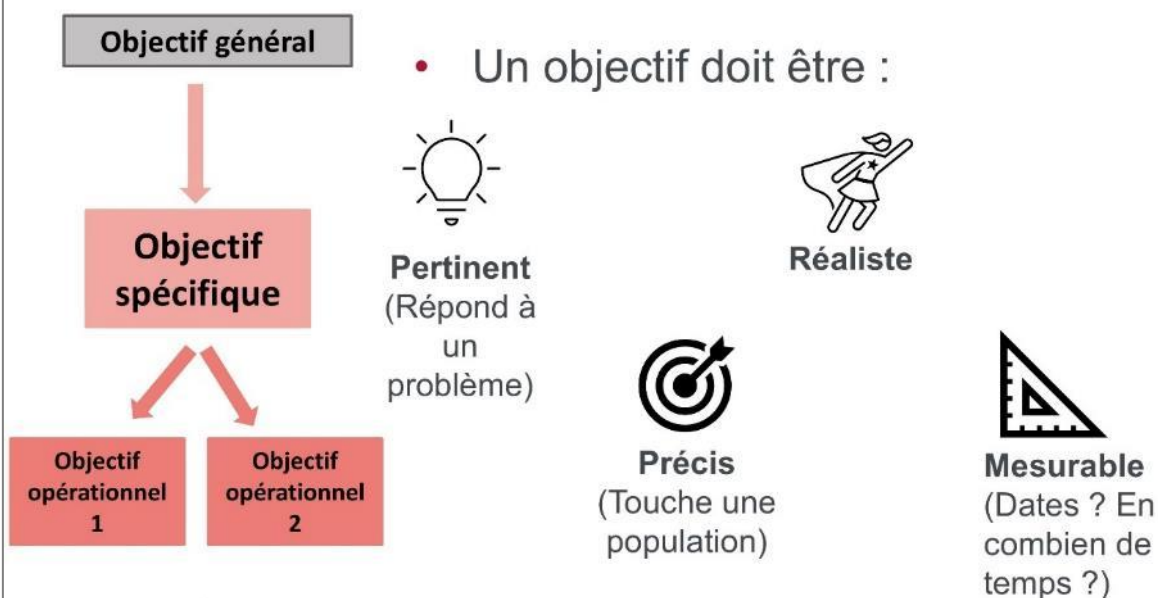 Objectif général
Objectif
spécifique
Objectif
opérationnel
1
Objectif
opérationnel
2
• Un objectif doit être :
Pertinent
(Répond à
un
problème)
Réaliste
Précis
(Touche une
population)
Mesurable
(Dates ? En
combien de
temps ?)